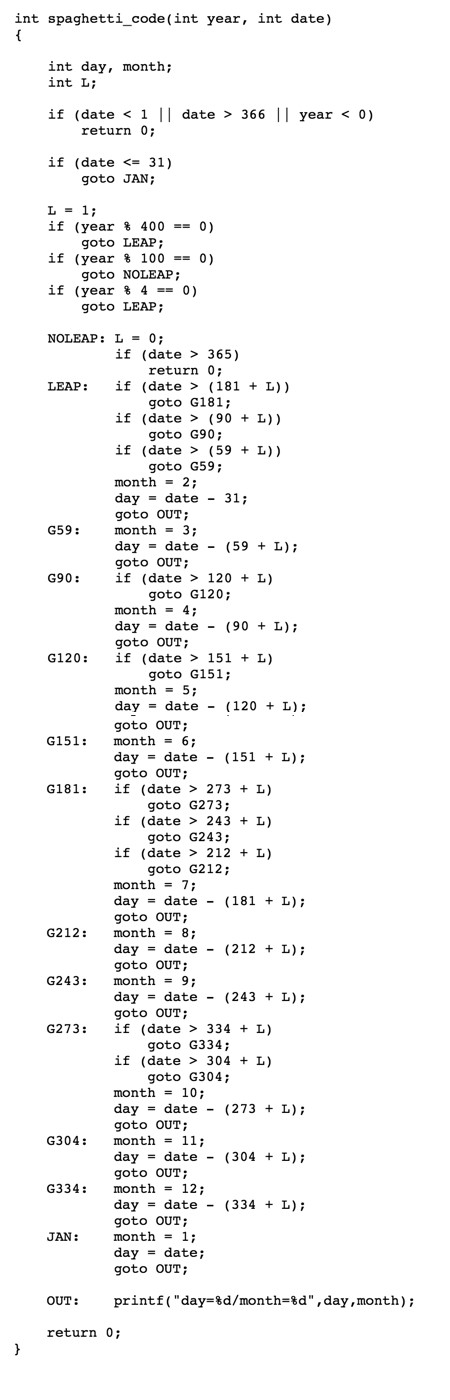 int spaghetti_code(int year, int date)
{
int day, month;
int L;
if (date < 1 || date > 366 || year < 0)
return 0;
if (date <= 31)
goto JAN;
L = 1;
if (year % 400 == 0)
goto LEAP;
if (year % 100 == 0)
goto NOLEAP;
if (year % 4 == 0)
goto LEAP;
NOLEAP: L = 0;
if (date > 365)
return 0;
LEAP: if (date > (181 + L))
goto G181;
if (date > (90 + L))
goto G90;
if (date > (59 + L))
goto G59;
month = 2;
day = date - 31;
goto OUT;
G59: month = 3;
day = date - (59 + L);
goto OUT;
G90: if (date > 120 + L)
goto G120;
month = 4;
day = date - (90 + L);
goto OUT;
G120: if (date > 151 + L)
goto G151;
month = 5;
day = date - (120 + L);
goto OUT;
G151: month = 6;
day = date - (151 + L);
goto OUT;
G181: if (date > 273 + L)
goto G273;
if (date > 243 + L)
goto G243;
if (date > 212 + L)
goto G212;
month = 7;
day = date - (181 + L);
goto OUT;
G212: month = 8;
day = date - (212 + L);
goto OUT;
G243: month = 9;
day = date - (243 + L);
goto OUT;
G273: if (date > 334 + L)
goto G334;
if (date > 304 + L)
goto G304;
month = 10;
day = date - (273 + L);
goto OUT;
G304: month = 11;
day = date - (304 + L);
goto OUT;
G334: month = 12;
day = date - (334 + L);
goto OUT;
JAN: month = 1;
day = date;
goto OUT;
OUT: printf("day=%d/month=%d",day,month);
return 0;
}